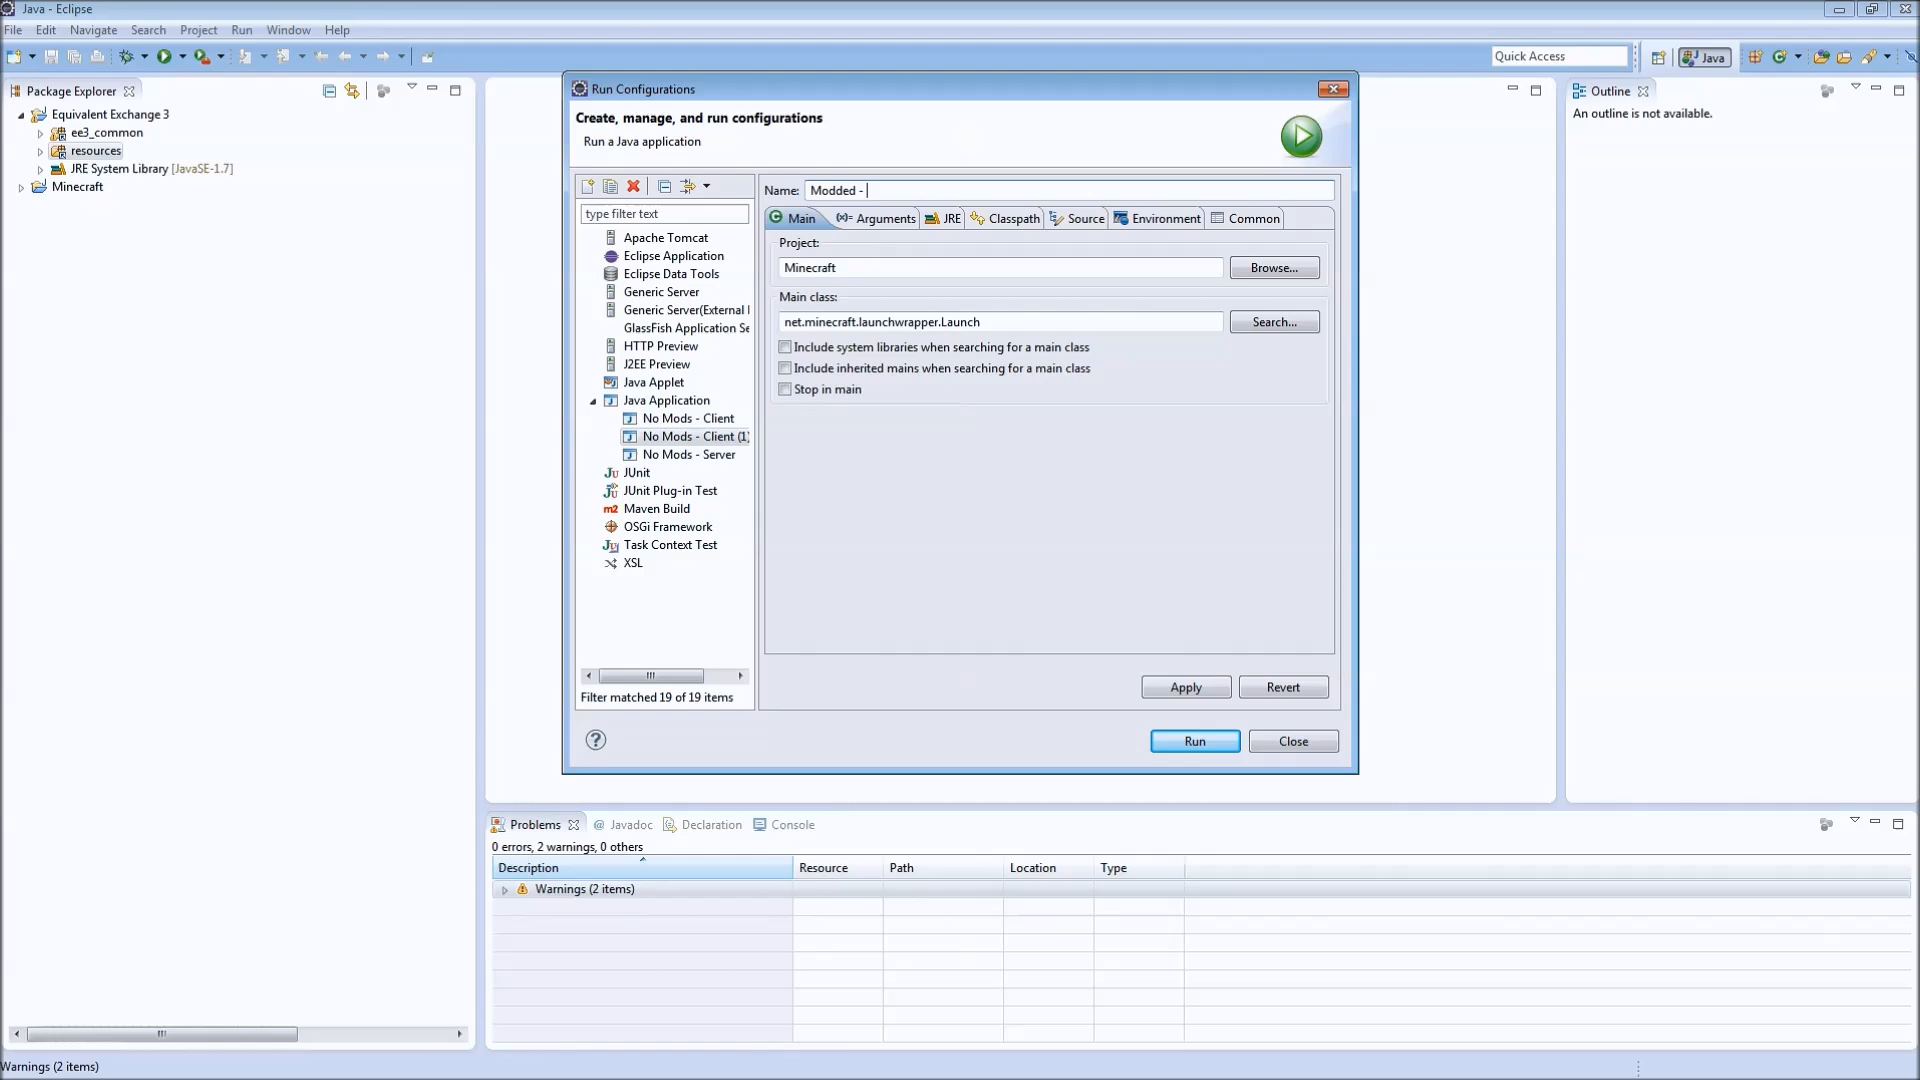 Java - Eclipse
File Edit Navigate Search Project Run Window Help
Quick Access
Java
Package Explorer
Equivalent Exchange 3
ee3_common
resources
JRE System Library [JavaSE-1.7]
Minecraft
Run Configurations
Create, manage, and run configurations
Run a Java application
type filter text
Apache Tomcat
Eclipse Application
Eclipse Data Tools
Generic Server
Generic Server(External l
GlassFish Application Se
HTTP Preview
J2EE Preview
Java Applet
Java Application
No Mods - Client
No Mods - Client (1)
No Mods - Server
JUnit
JUnit Plug-in Test
Maven Build
OSGi Framework
Task Context Test
XSL
Filter matched 19 of 19 items
Name: Modded -
Main (x)= Arguments JRE Classpath Source Environment Common
Project:
Minecraft Browse...
Main class:
net.minecraft.launchwrapper.Launch Search...
Include system libraries when searching for a main class
Include inherited mains when searching for a main class
Stop in main
Apply Revert
Run Close
Outline
An outline is not available.
Problems @ Javadoc Declaration Console
0 errors, 2 warnings, 0 others
Description Resource Path Location Type
Warnings (2 items)
Warnings (2 items)